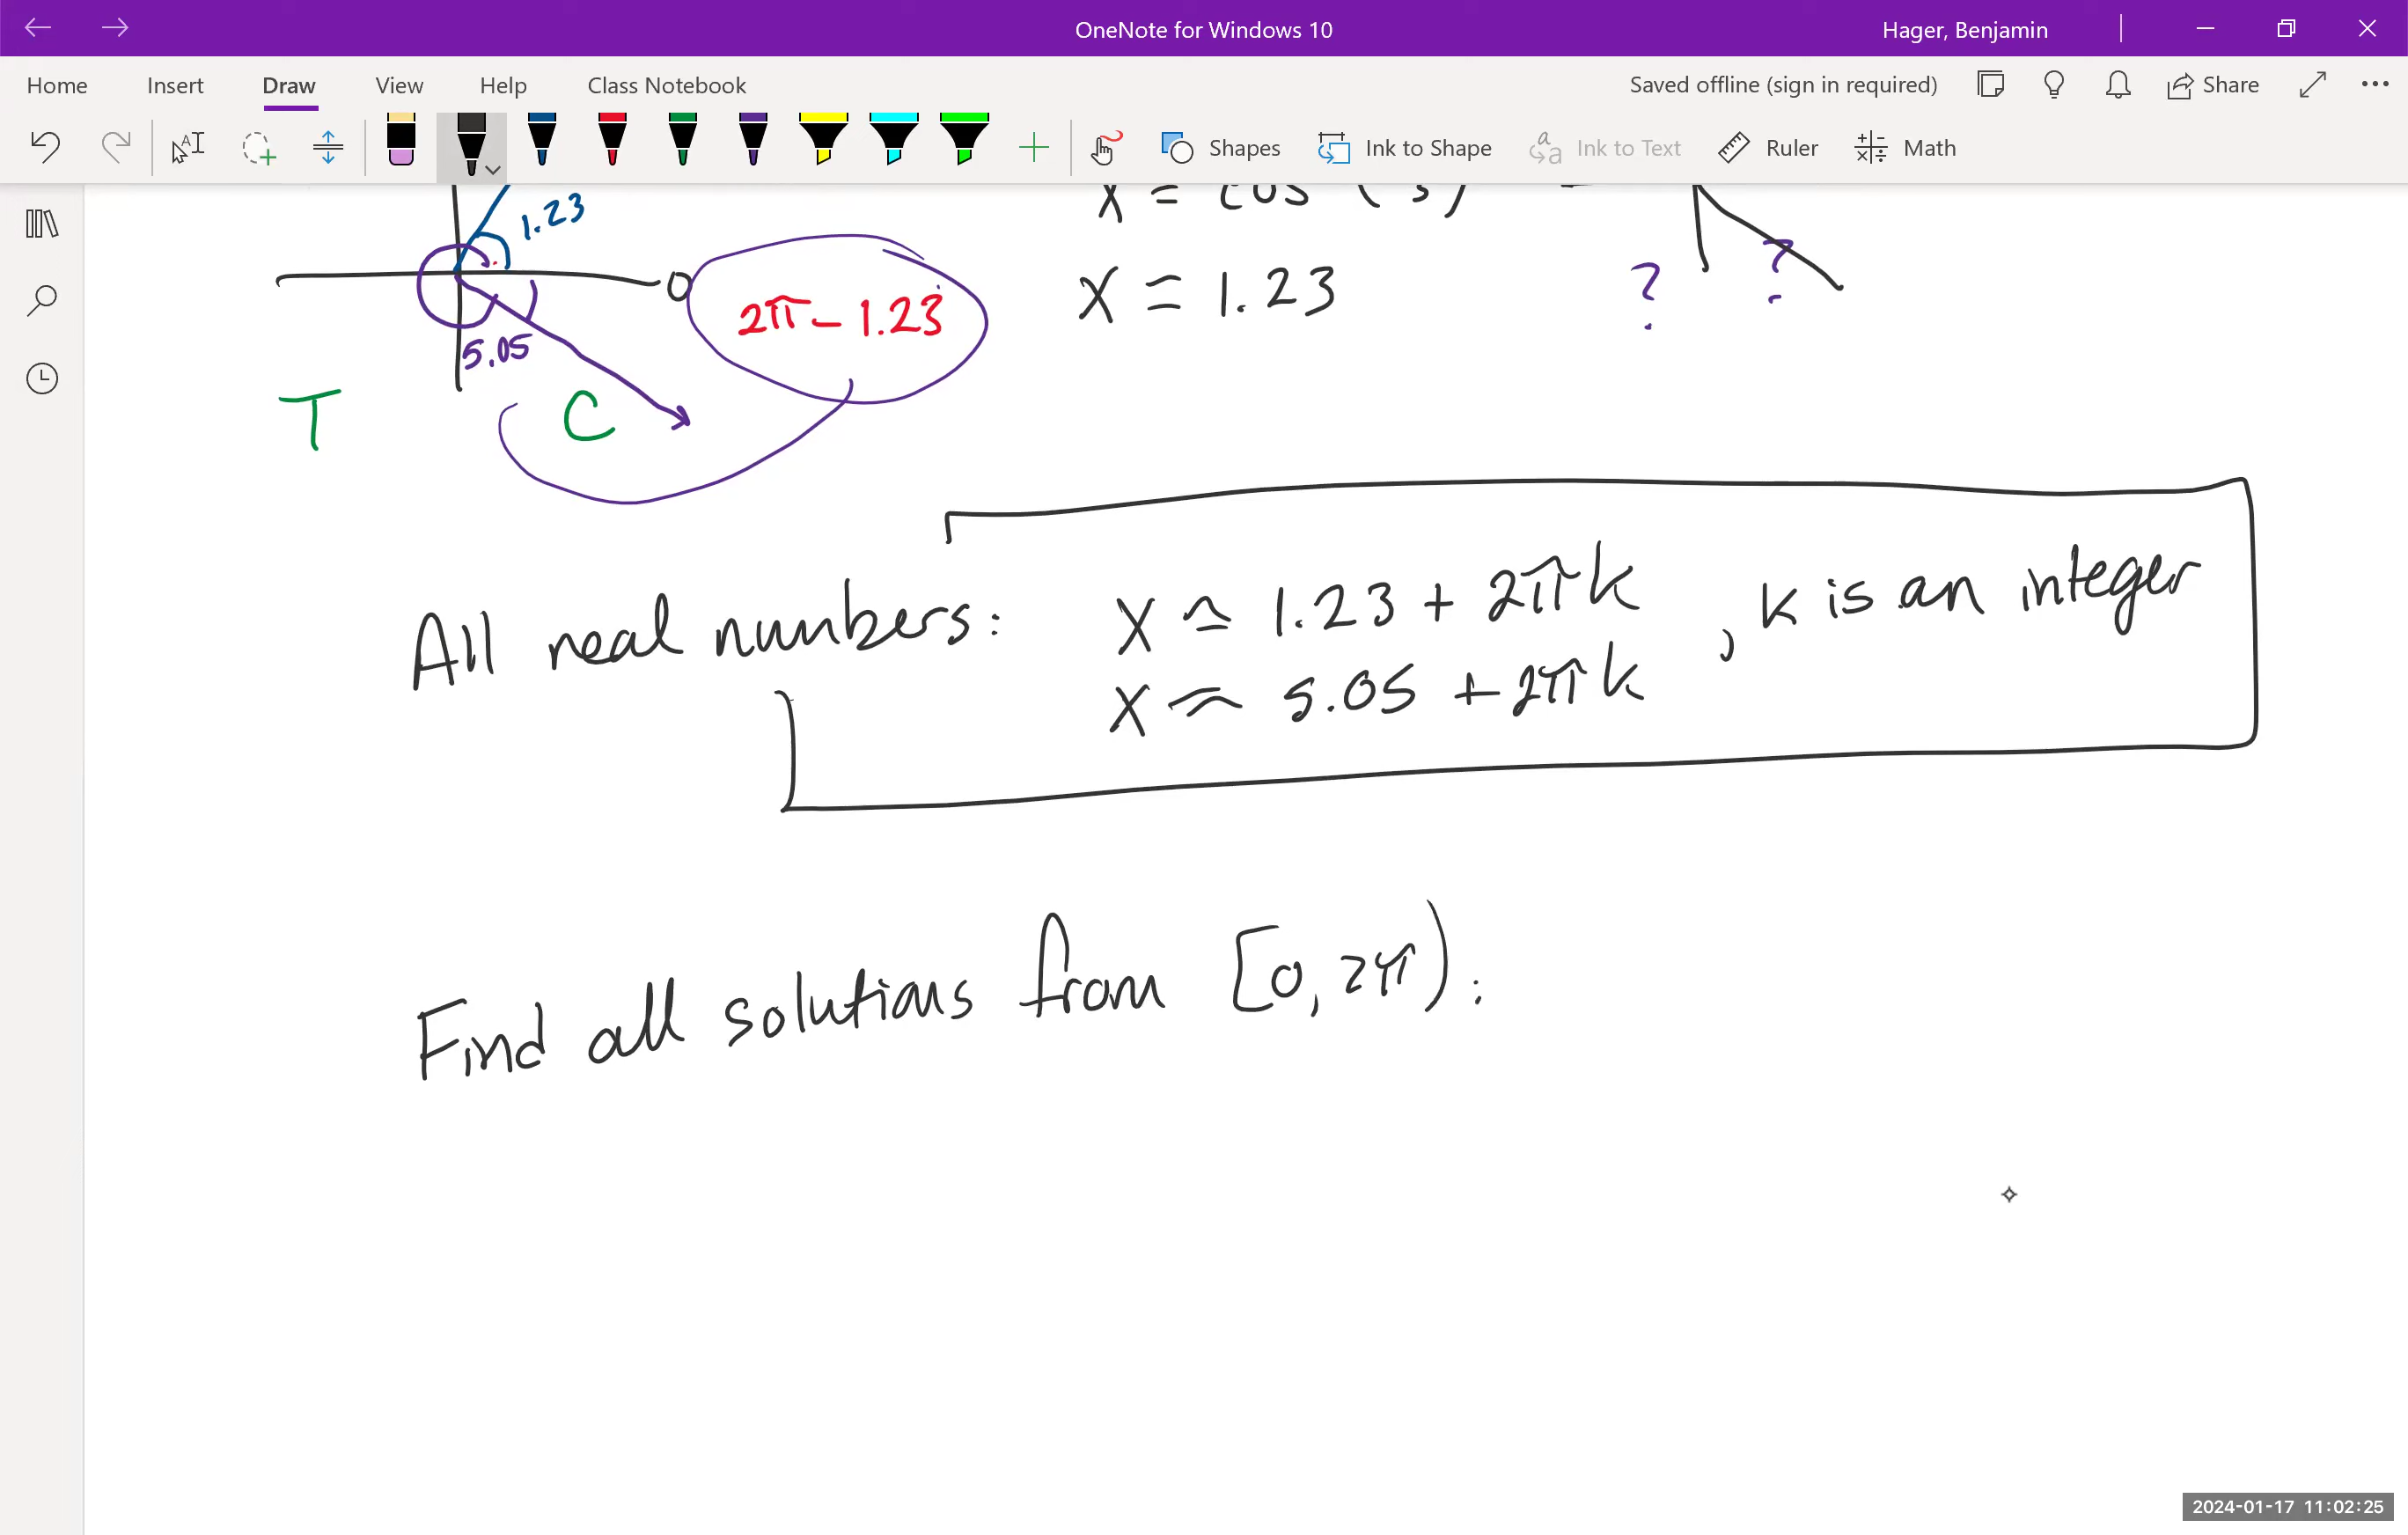 OneNote for Windows 10
Hager, Benjamin
Home Insert Draw View Help Class Notebook
Saved offline (sign in required) Share
Shapes Ink to Shape Ink to Text Ruler Math
1.23
5.05
0
2π - 1.23
T
C
x = cos
x = 1.23
? ?
All real numbers: x ≈ 1.23 + 2πk
x ≈ 5.05 + 2πk , k is an integer
Find all solutions from [0, 2π):
2024-01-17 11:02:25